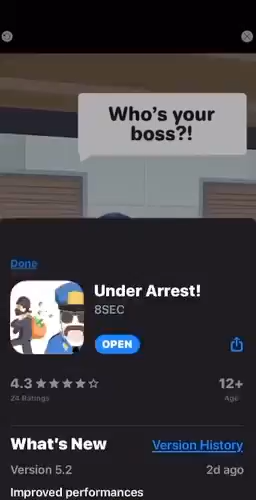 Who's your
boss?!
Done
Under Arrest!
8SEC
OPEN
4.3
12+
24 Ratings
Age
What's New
Version History
Version 5.2
2d ago
Improved performances